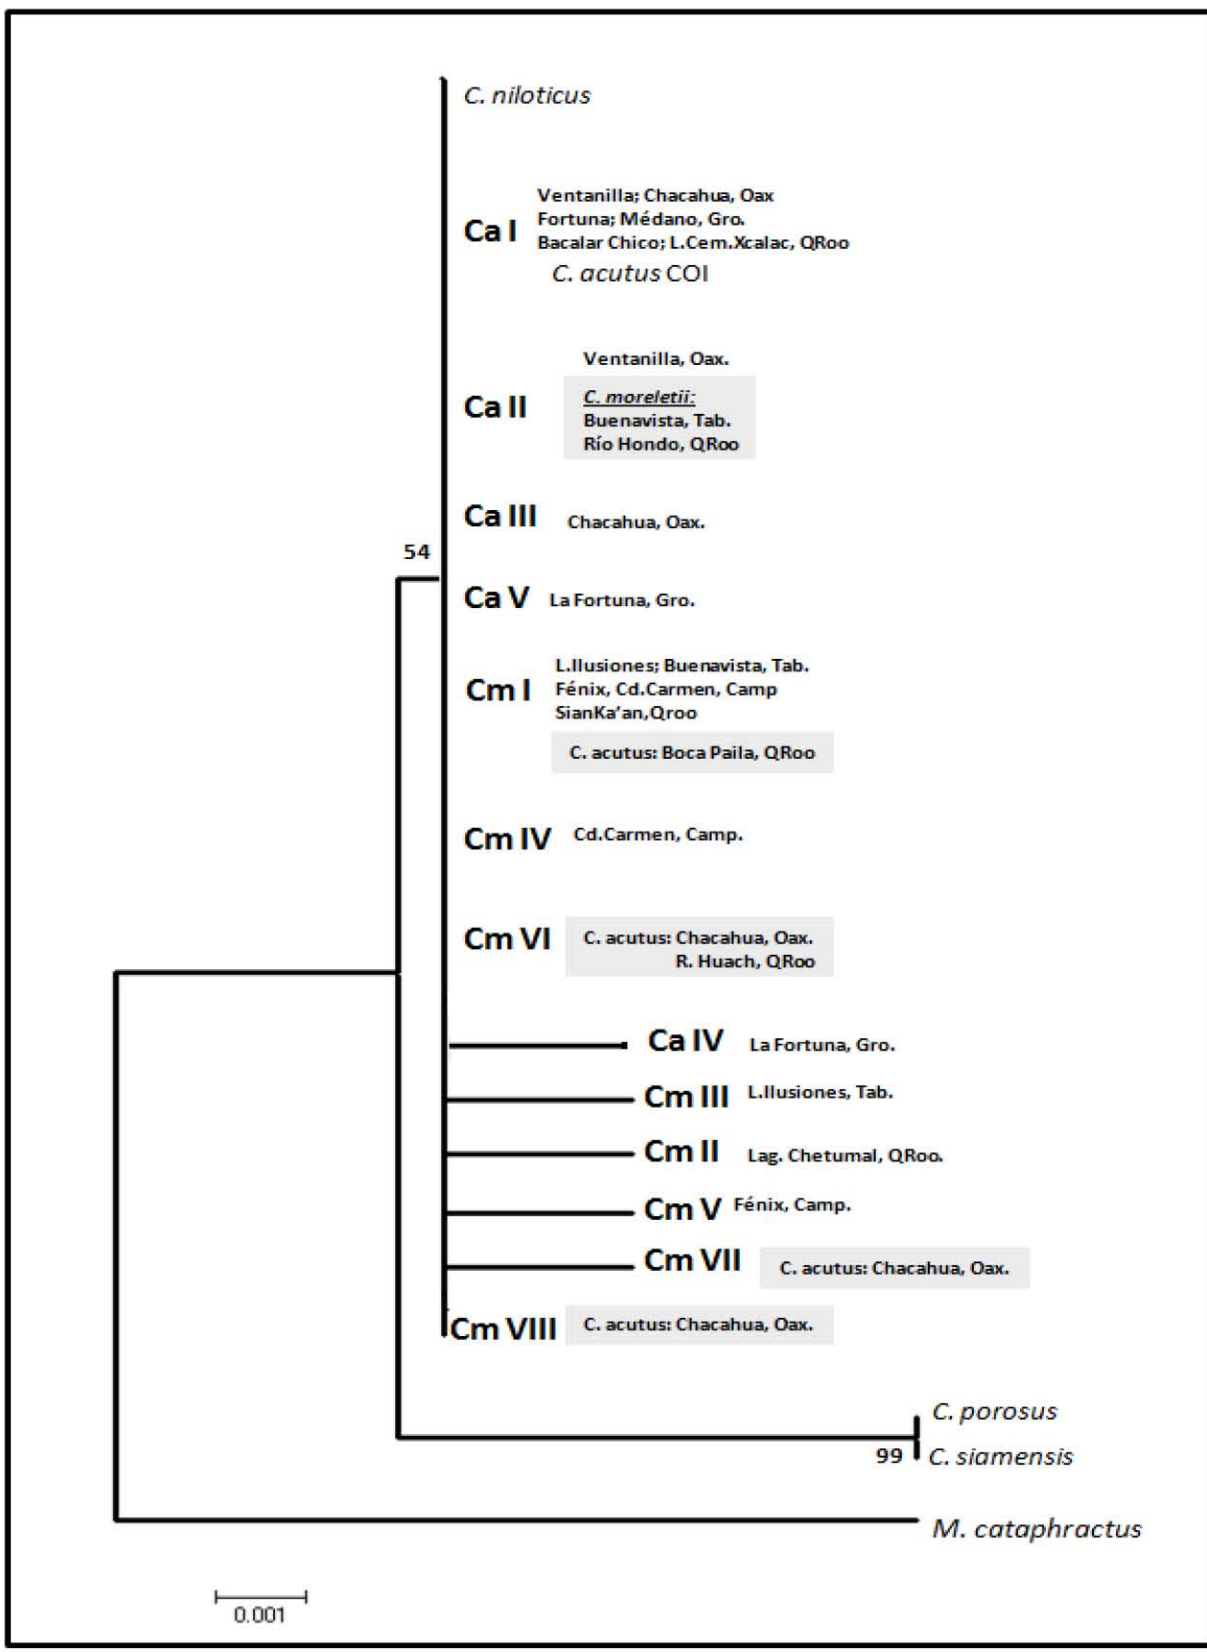 C. niloticus
Ventanilla; Chacahua, Oax
Ca I Fortuna; Médano, Gro.
Bacalar Chico; L.Cem.Xcalac, QRoo
C. acutus COI
Ventanilla, Oax.
Ca II C. moreletii:
Buenavista, Tab.
Río Hondo, QRoo
Ca III Chacahua, Oax.
54
Ca V La Fortuna, Gro.
L.Ilusiones; Buenavista, Tab.
Cm I Fénix, Cd.Carmen, Camp
SianKa'an,Qroo
C. acutus: Boca Paila, QRoo
Cm IV Cd.Carmen, Camp.
Cm VI C. acutus: Chacahua, Oax.
R. Huach, QRoo
Ca IV La Fortuna, Gro.
Cm III L.Ilusiones, Tab.
Cm II Lag. Chetumal, QRoo.
Cm V Fénix, Camp.
Cm VII C. acutus: Chacahua, Oax.
Cm VIII C. acutus: Chacahua, Oax.
C. porosus
99 C. siamensis
M. cataphractus
0.001